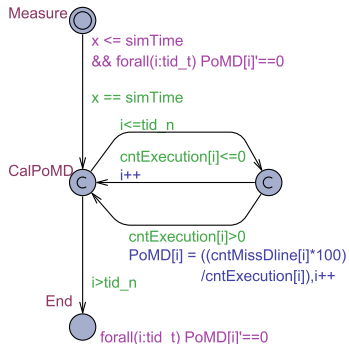 Measure
x <= simTime
&& forall(i:tid_t) PoMD[i]'==0
x == simTime
i<=tid_n
cntExecution[i]<=0
i++
CalPoMD
C
C
cntExecution[i]>0
PoMD[i] = ((cntMissDline[i]*100)
/cntExecution[i]),i++
i>tid_n
End
forall(i:tid_t) PoMD[i]'==0